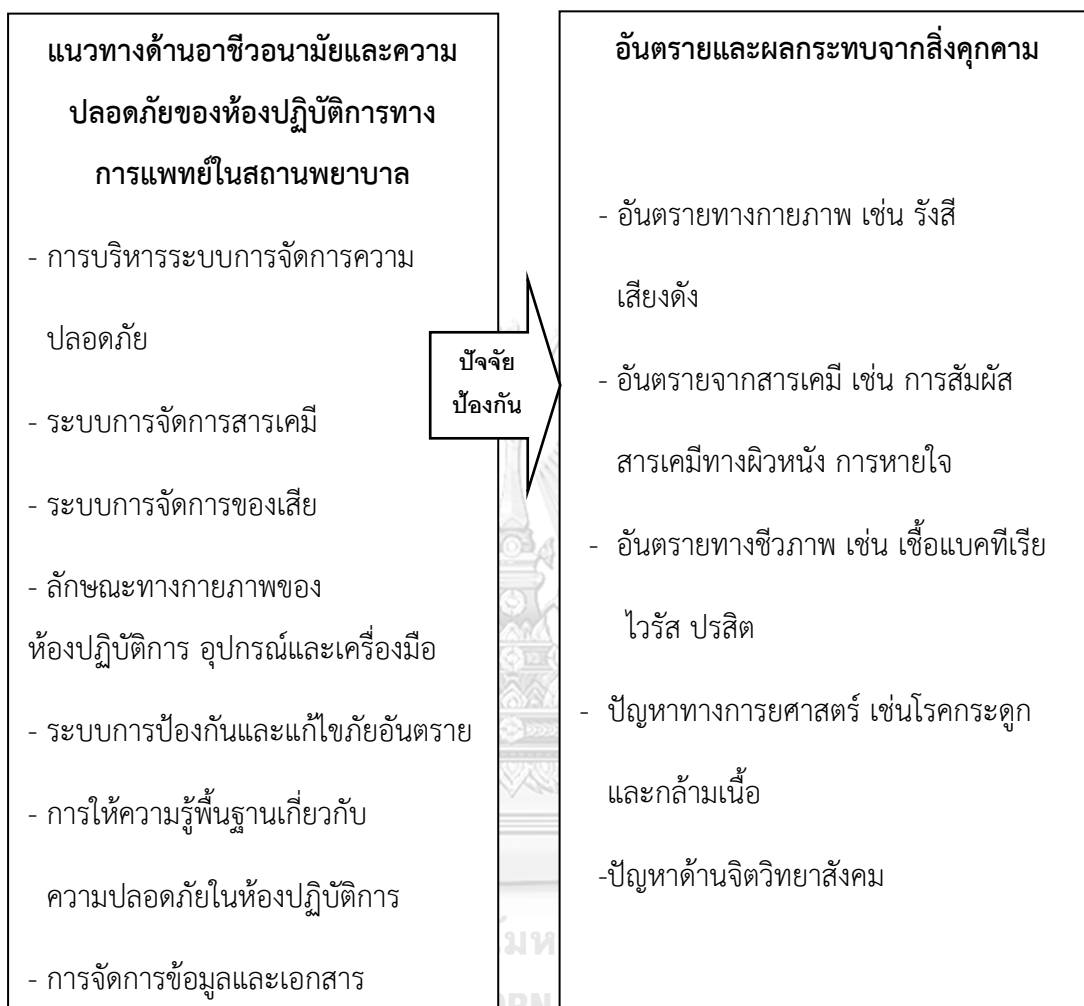 แนวทางด้านอาชีวอนามัยและความ
ปลอดภัยของห้องปฏิบัติการทาง
การแพทย์ในสถานพยาบาล
- การบริหารระบบการจัดการความ
ปลอดภัย
- ระบบการจัดการสารเคมี
- ระบบการจัดการของเสีย
- ลักษณะทางกายภาพของ
ห้องปฏิบัติการ อุปกรณ์และเครื่องมือ
- ระบบการป้องกันและแก้ไขภัยอันตราย
- การให้ความรู้พื้นฐานเกี่ยวกับ
ความปลอดภัยในห้องปฏิบัติการ
- การจัดการข้อมูลและเอกสาร
ปัจจัย
ป้องกัน
อันตรายและผลกระทบจากสิ่งคุกคาม
- อันตรายทางกายภาพ เช่น รังสี
เสียงดัง
- อันตรายจากสารเคมี เช่น การสัมผัส
สารเคมีทางผิวหนัง การหายใจ
- อันตรายทางชีวภาพ เช่น เชื้อแบคทีเรีย
ไวรัส ปรสิต
- ปัญหาทางการยศาสตร์ เช่นโรคกระดูก
และกล้ามเนื้อ
-ปัญหาด้านจิตวิทยาสังคม